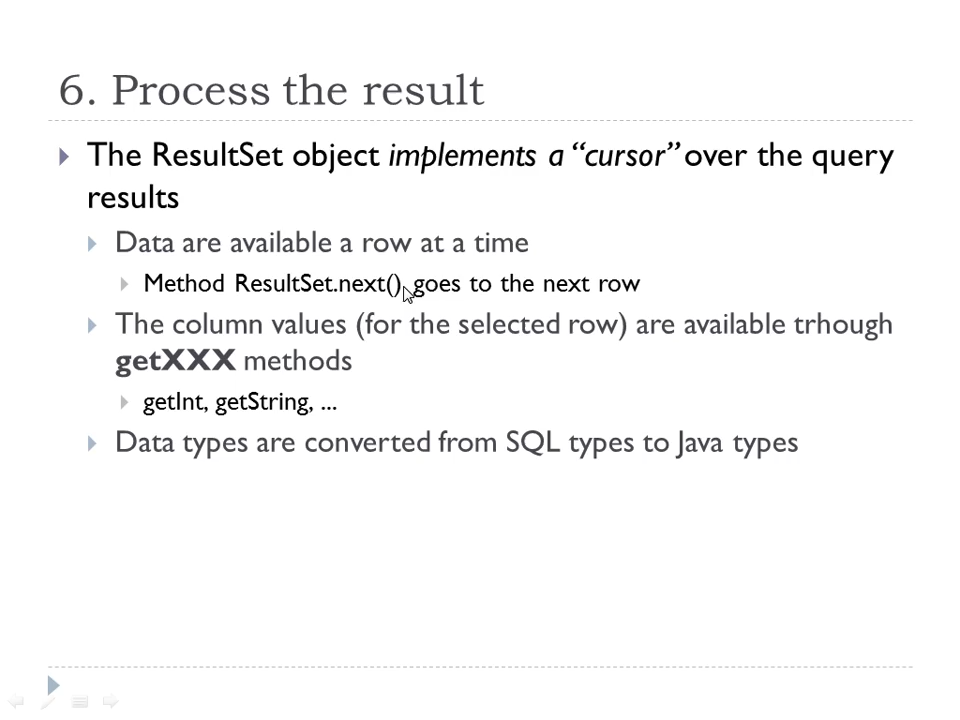 6. Process the result
The ResultSet object implements a “cursor” over the query
results
Data are available a row at a time
Method ResultSet.next() goes to the next row
The column values (for the selected row) are available trhough
getXXX methods
getInt, getString, ...
Data types are converted from SQL types to Java types